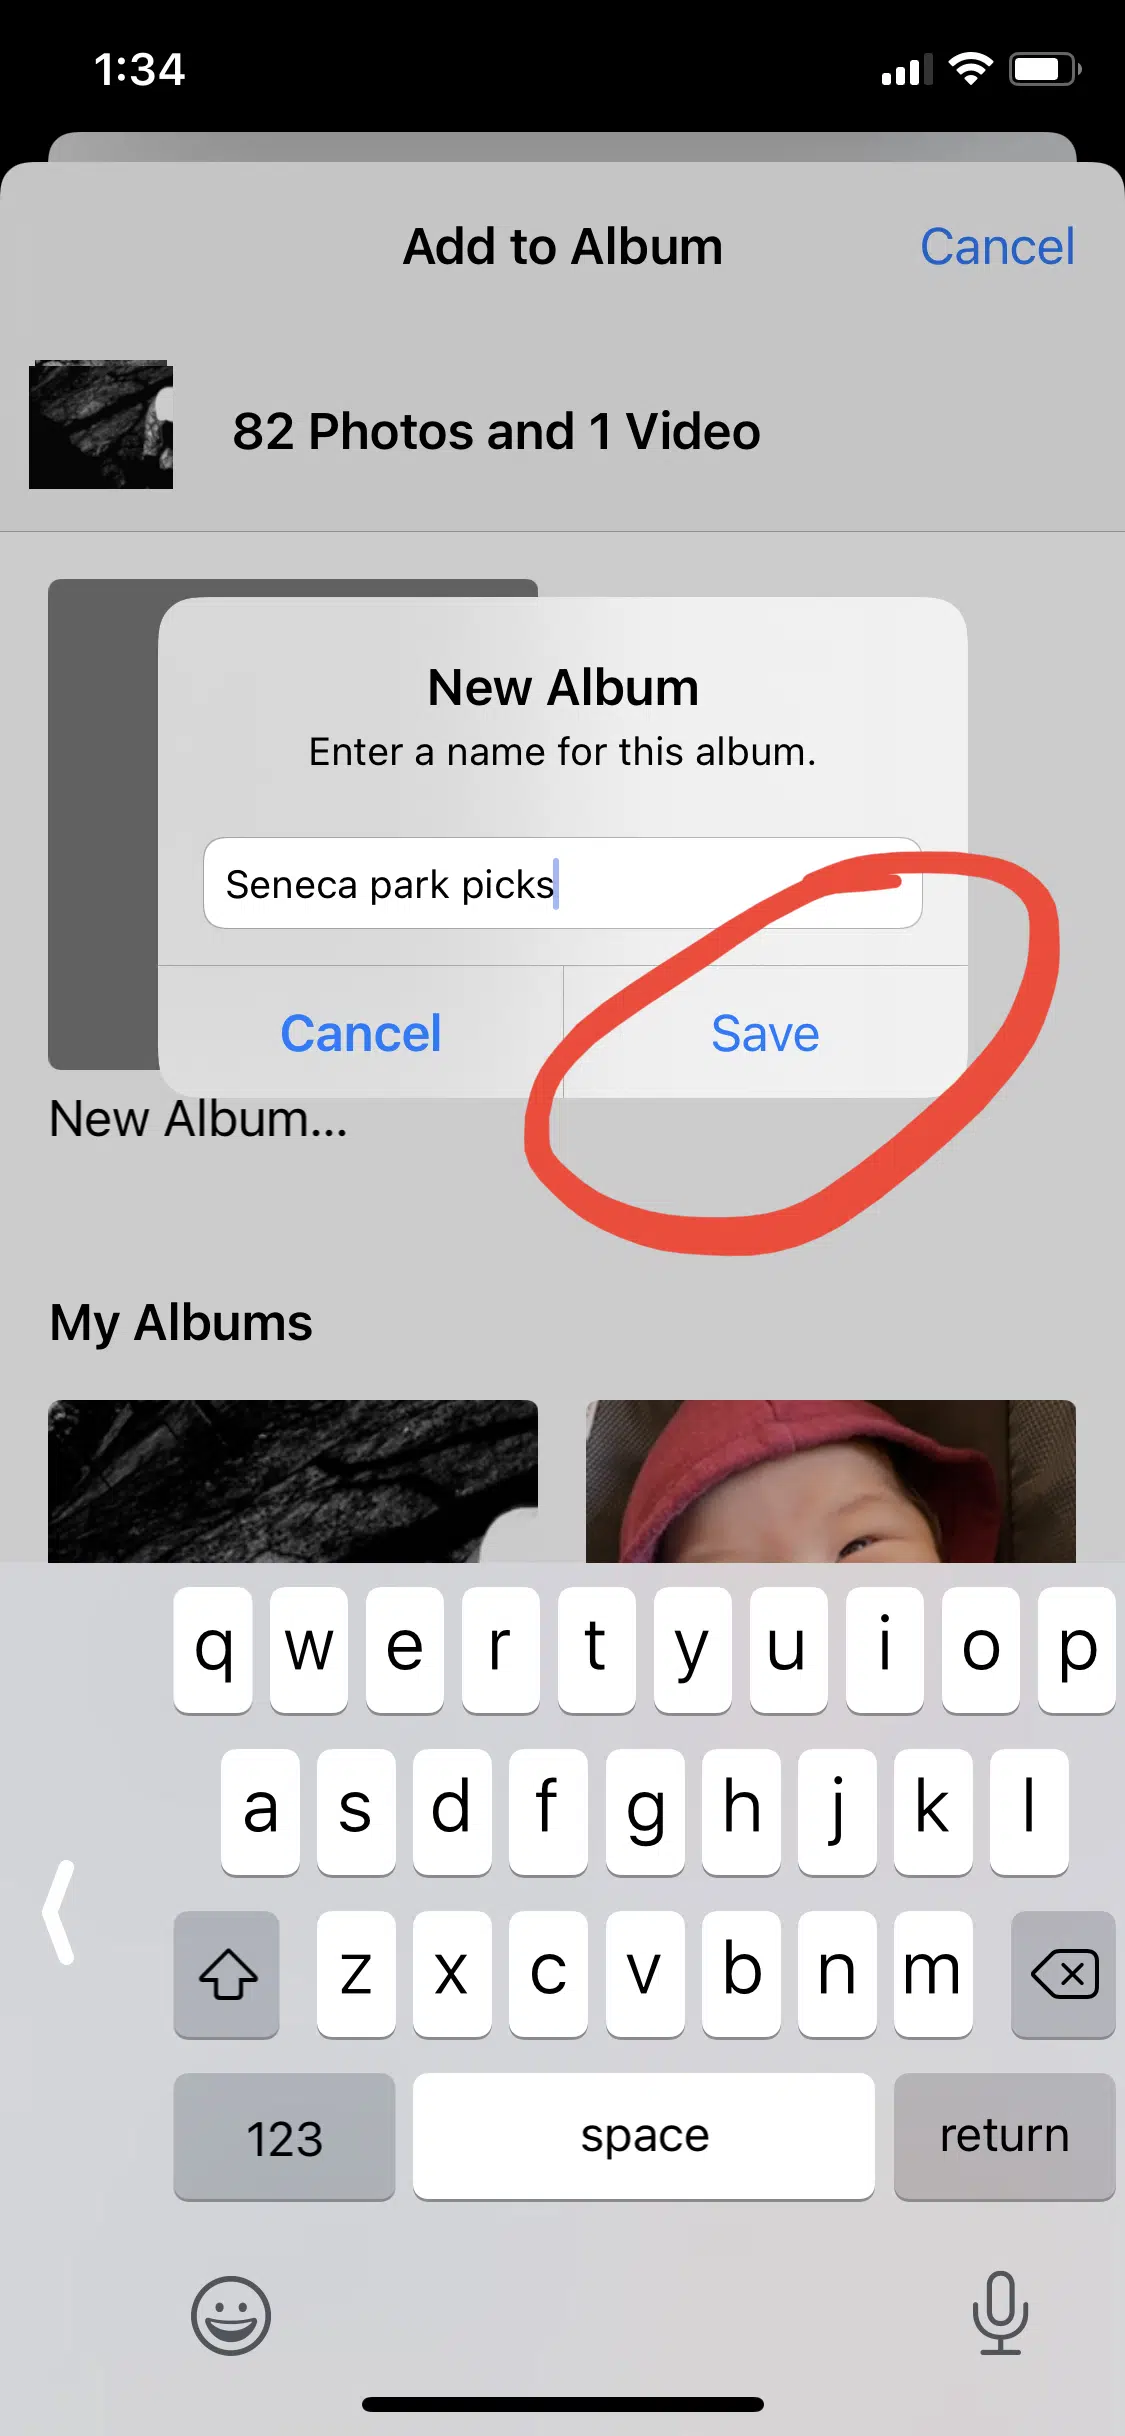 1:34
Add to Album
Cancel
82 Photos and 1 Video
New Album
Enter a name for this album.
Seneca park picks
Cancel
Save
New Album...
My Albums
q w e r t y u i o p
a s d f g h j k l
z x c v b n m
123
space
return